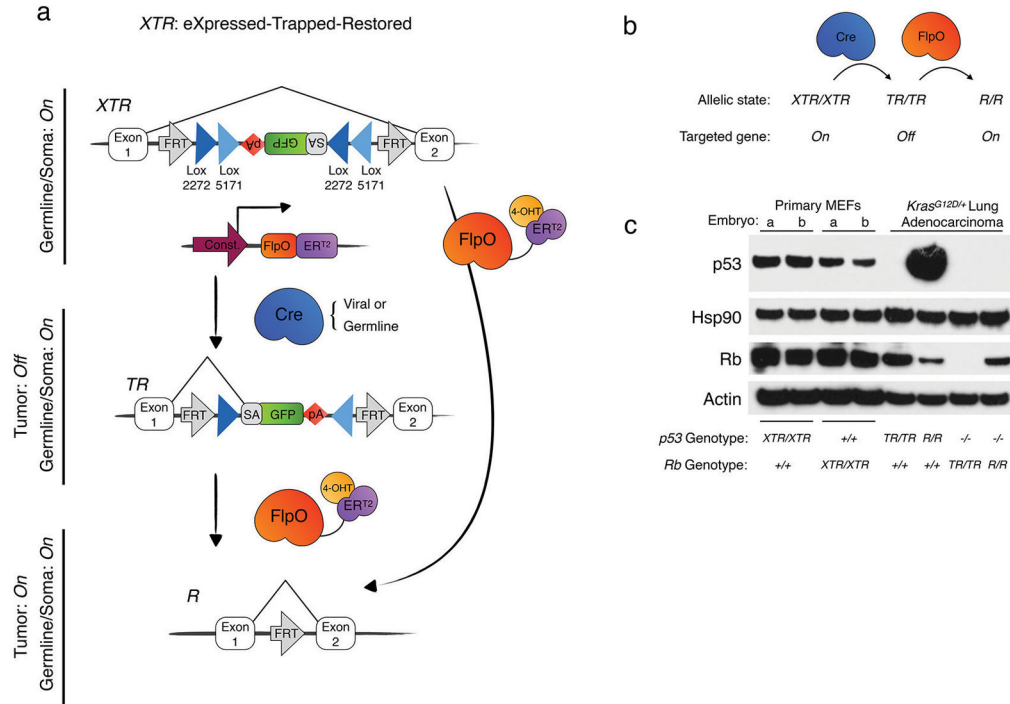 a
XTR: eXpressed-Trapped-Restored
Germline/Soma: On
XTR
Exon 1
FRT
pA
GFP
SA
FRT
Exon 2
Lox 2272
Lox 5171
Lox 2272
Lox 5171
Const.
FlpO
ERT2
FlpO
4-OHT
ERT2
Cre
Viral or
Germline
Tumor: Off
Germline/Soma: On
TR
Exon 1
FRT
SA
GFP
pA
FRT
Exon 2
FlpO
4-OHT
ERT2
Tumor: On
Germline/Soma: On
R
Exon 1
FRT
Exon 2
b
Cre
FlpO
Allelic state: XTR/XTR TR/TR R/R
Targeted gene: On Off On
c
Primary MEFs
KrasG12D/+ Lung
Adenocarcinoma
Embryo: a b a b
p53
Hsp90
Rb
Actin
p53 Genotype: XTR/XTR +/+ TR/TR R/R -/- -/-
Rb Genotype: +/+ XTR/XTR +/+ +/+ TR/TR R/R